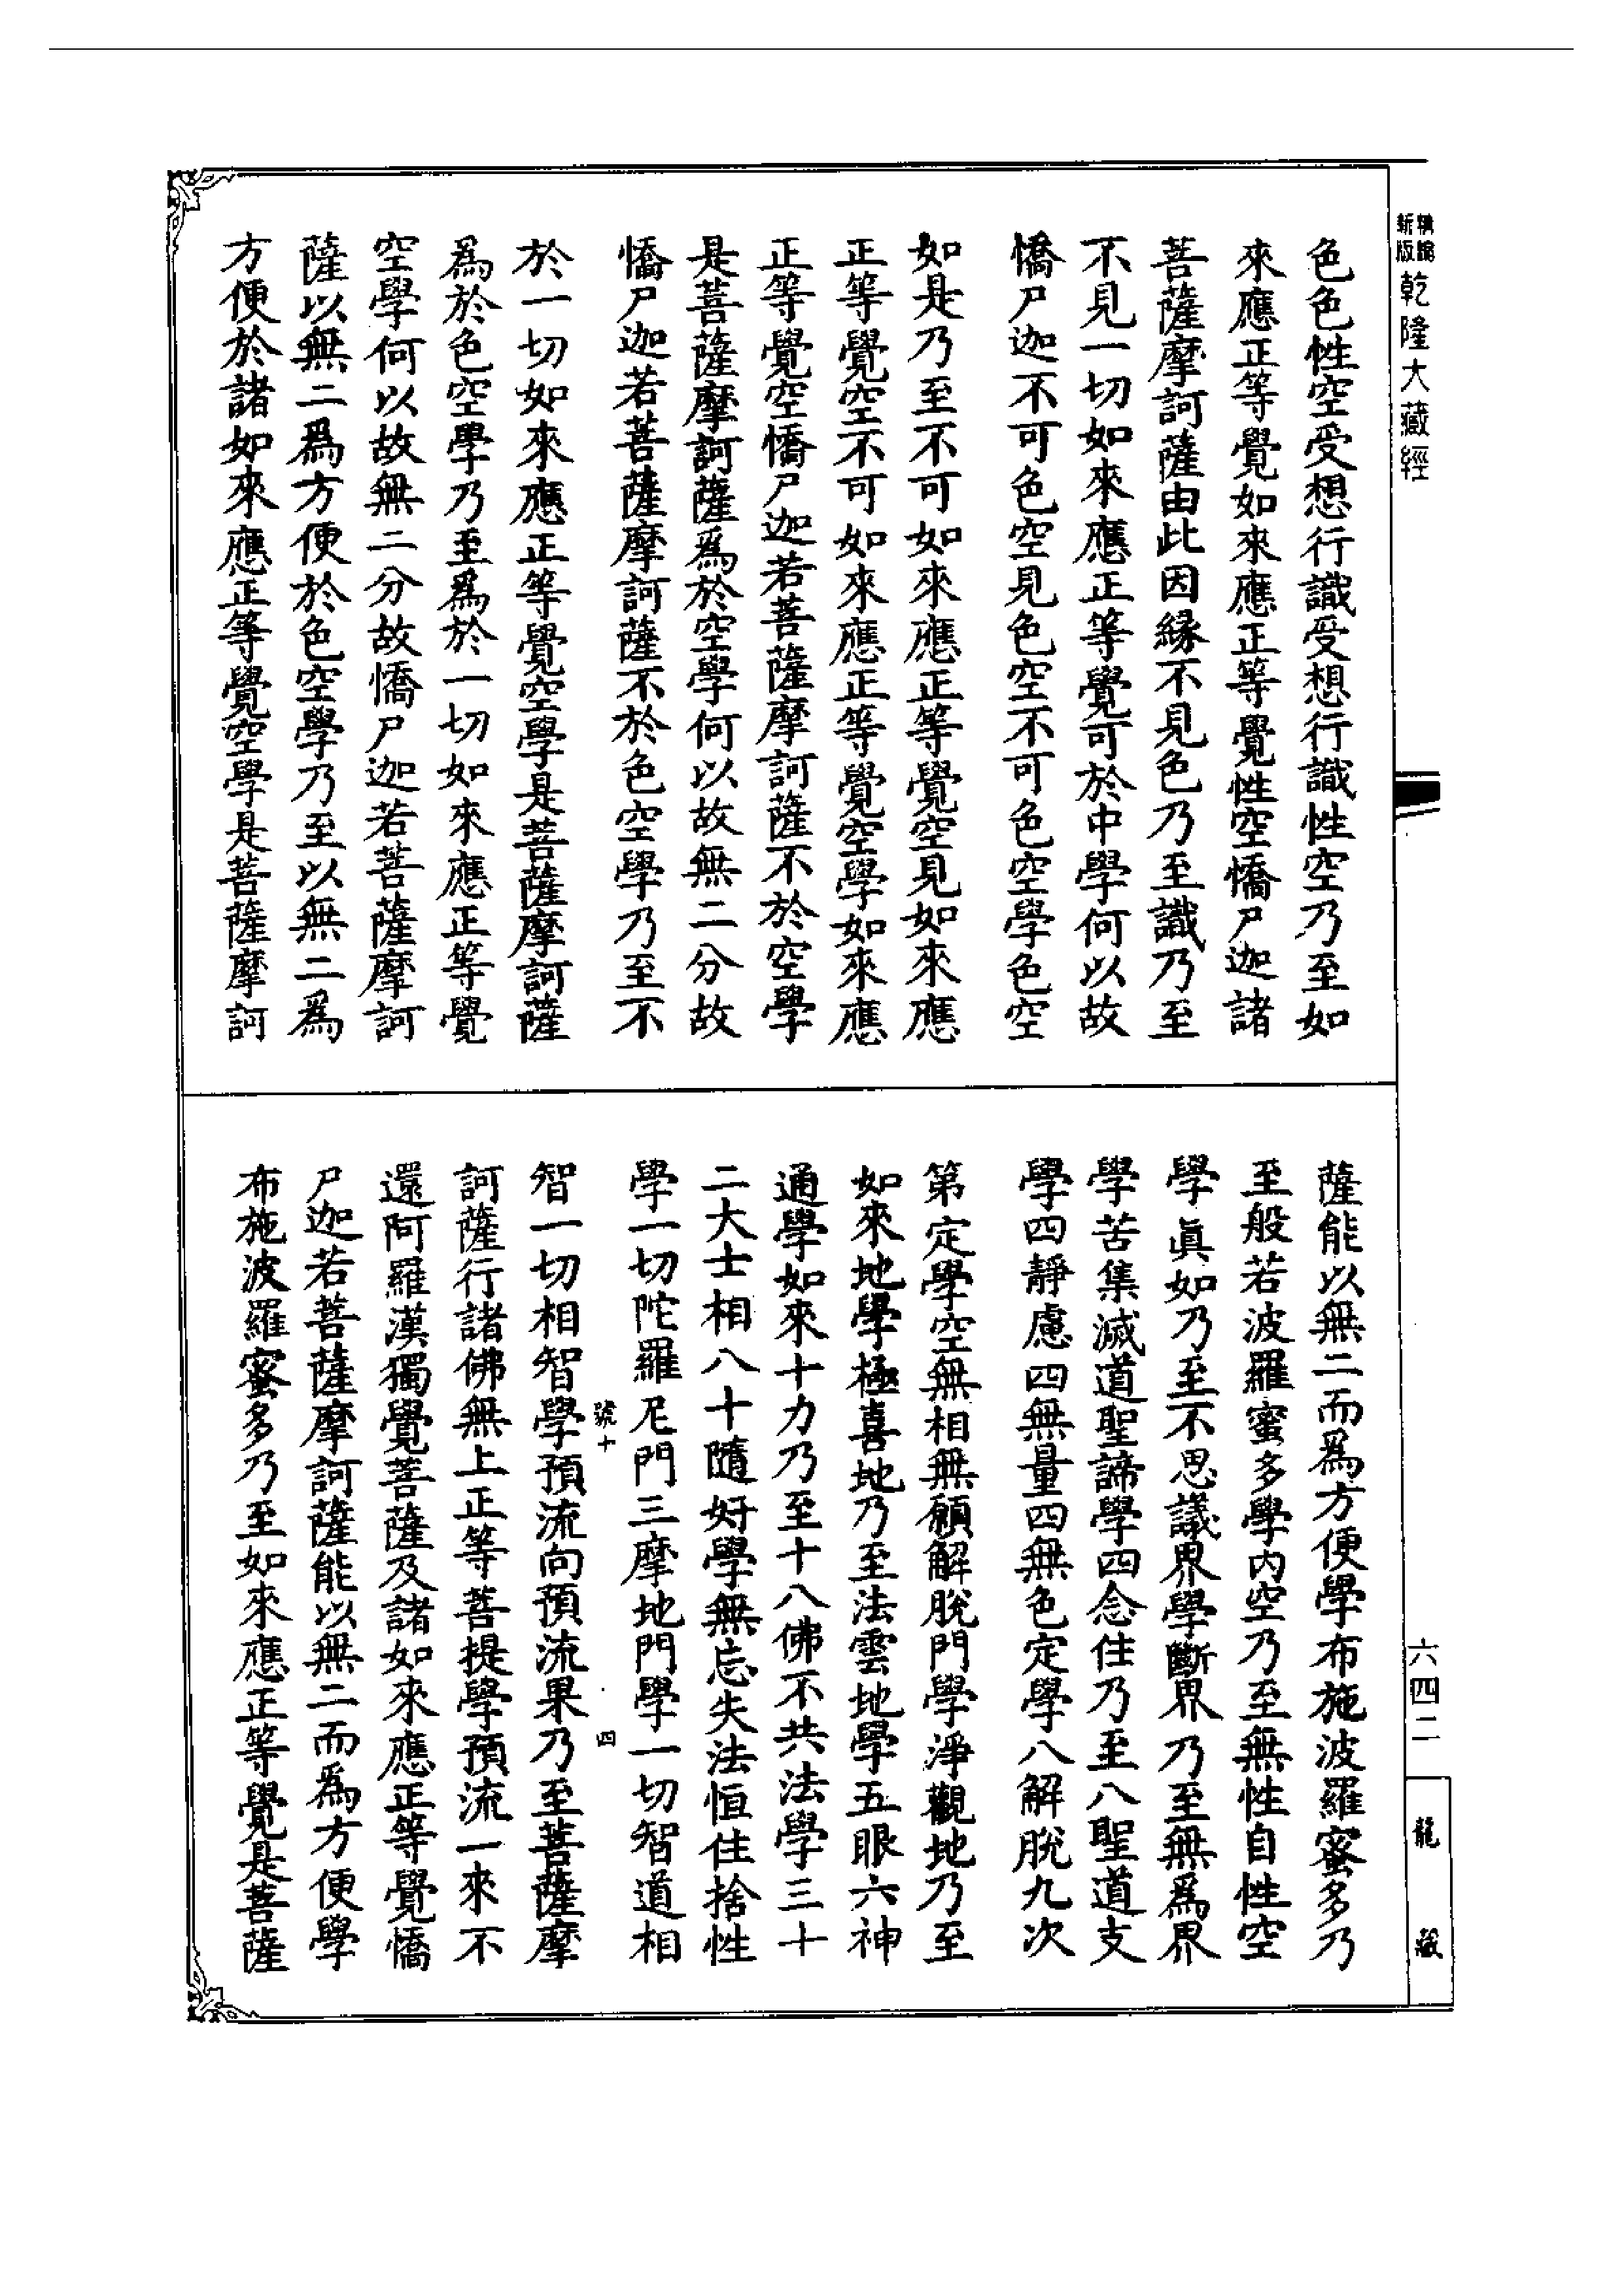 新版精編乾隆大藏經
色色性空受想行識受想行識性空乃至如
來應正等覺如來應正等覺性空憍尸迦諸
菩薩摩訶薩由此因緣不見色乃至識乃至
不見一切如來應正等覺可於中學何以故
憍尸迦不可色空見色空不可色空學色空
如是乃至不可如來應正等覺空見如來應
正等覺空不可如來應正等覺空學如來應
正等覺空憍尸迦若菩薩摩訶薩不於空學
是菩薩摩訶薩爲於空學何以故無二分故
憍尸迦若菩薩摩訶薩不於色空學乃至不
於一切如來應正等覺空學是菩薩摩訶薩
爲於色空學乃至爲於一切如來應正等覺
空學何以故無二分故憍尸迦若菩薩摩訶
薩以無二爲方便於色空學乃至以無二爲
方便於諸如來應正等覺空學是菩薩摩訶
薩能以無二而爲方便學布施波羅蜜多乃
至般若波羅蜜多學內空乃至無性自性空
學眞如乃至不思議界學斷界乃至無爲界
學苦集滅道聖諦學四念住乃至八聖道支
學四靜慮四無量四無色定學八解脫九次
第定學空無相無願解脫門學淨觀地乃至
如來地學極喜地乃至法雲地學五眼六神
通學如來十力乃至十八佛不共法學三十
二大士相八十隨好學無忘失法恒住捨性
學一切陀羅尼門三摩地門學一切智道相
號十 四
智一切相智學預流向預流果乃至菩薩摩
訶薩行諸佛無上正等菩提學預流一來不
還阿羅漢獨覺菩薩及諸如來應正等覺憍
尸迦若菩薩摩訶薩能以無二而爲方便學
布施波羅蜜多乃至如來應正等覺是菩薩
六四二
龍藏